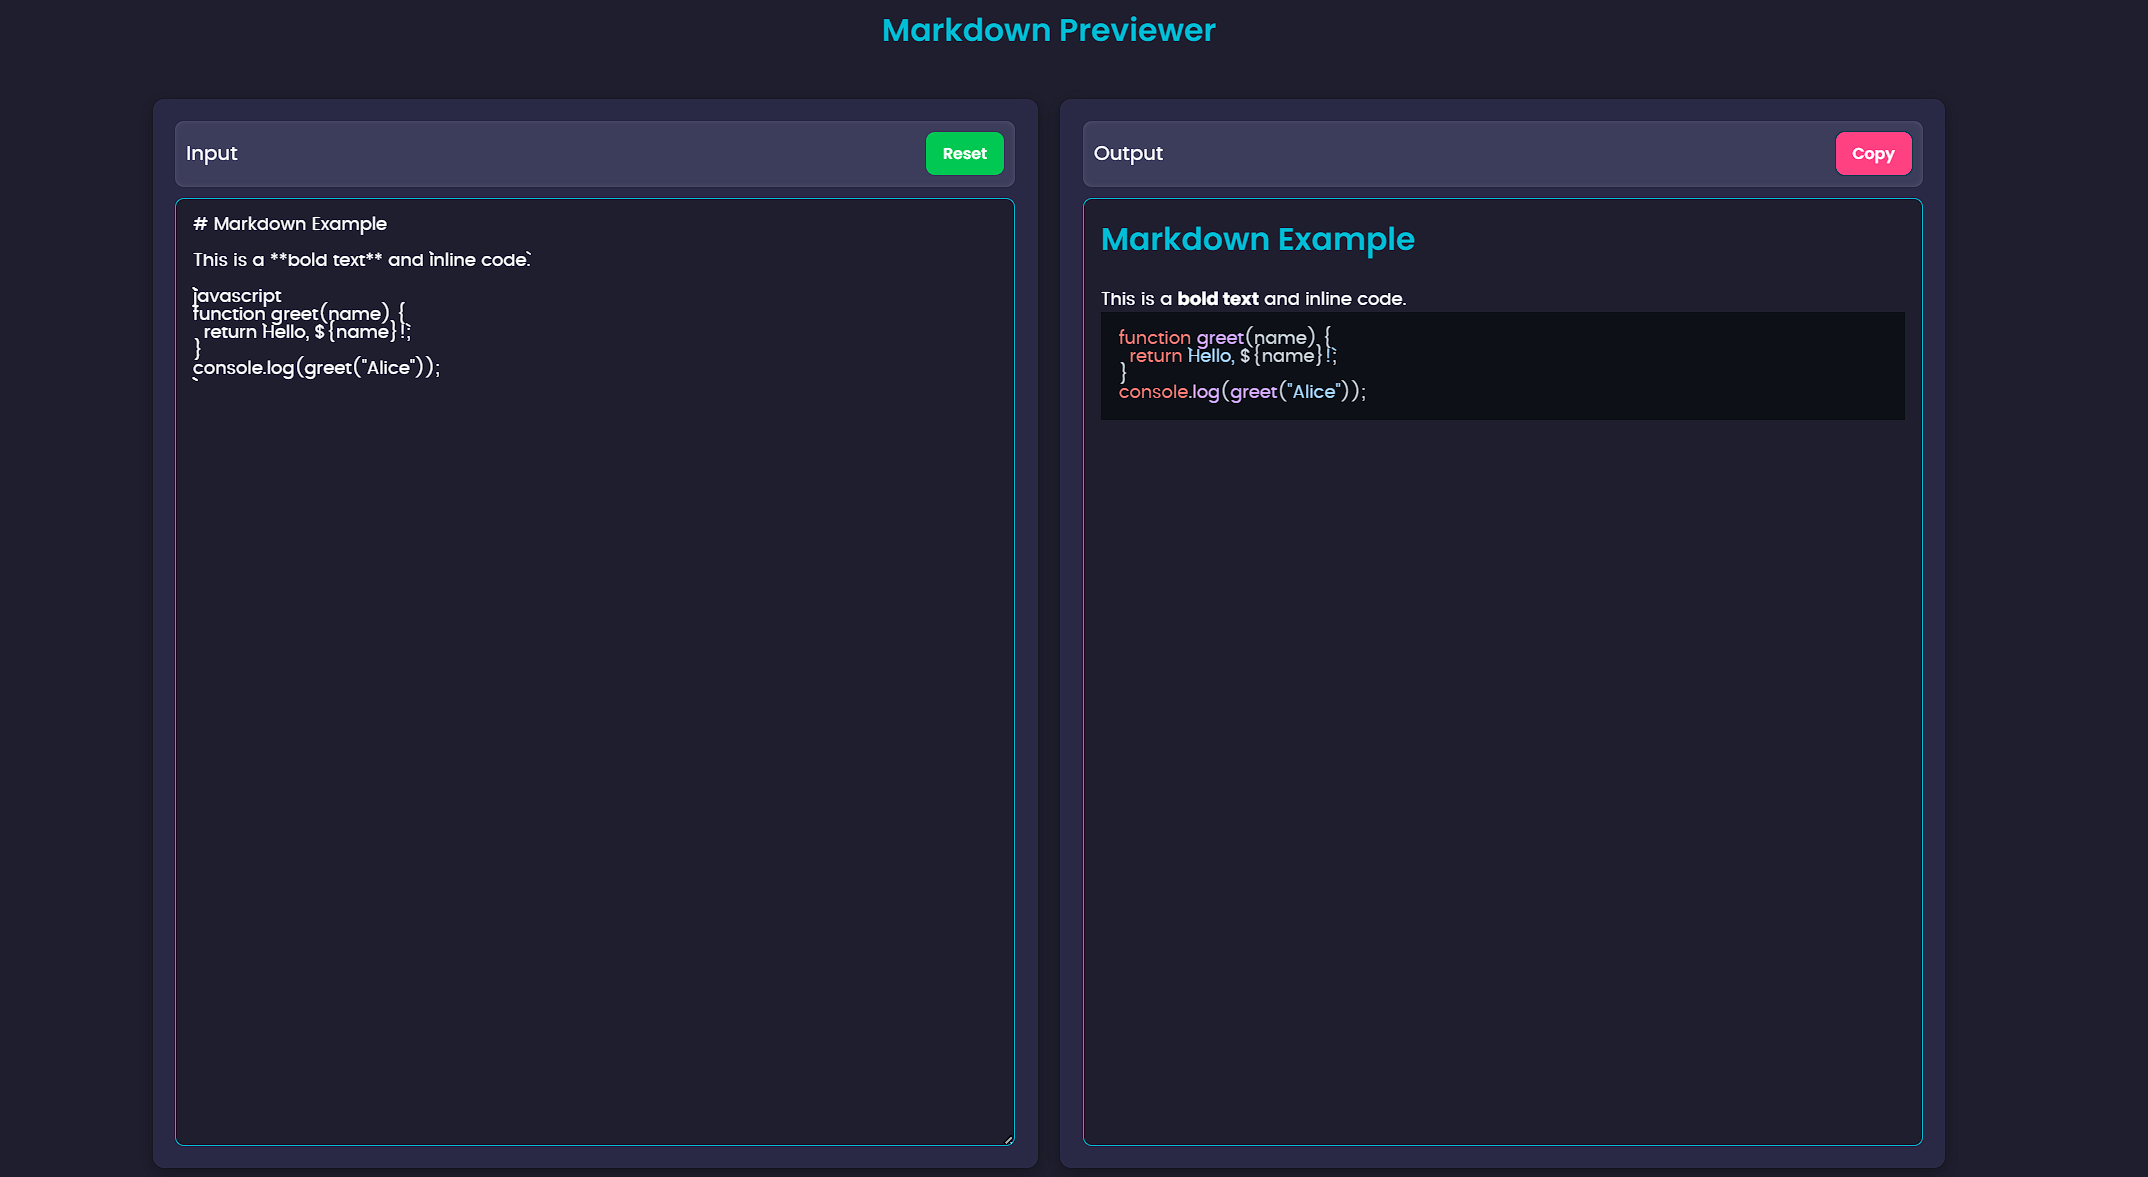 Markdown Previewer
Input
Reset
# Markdown Example
This is a **bold text** and `inline code`.
```javascript
function greet(name) {
  return `Hello, ${name}!`;
}
console.log(greet("Alice"));
```
Output
Copy
Markdown Example
This is a bold text and inline code.
function greet(name) {
  return `Hello, ${name}!`;
}
console.log(greet("Alice"));